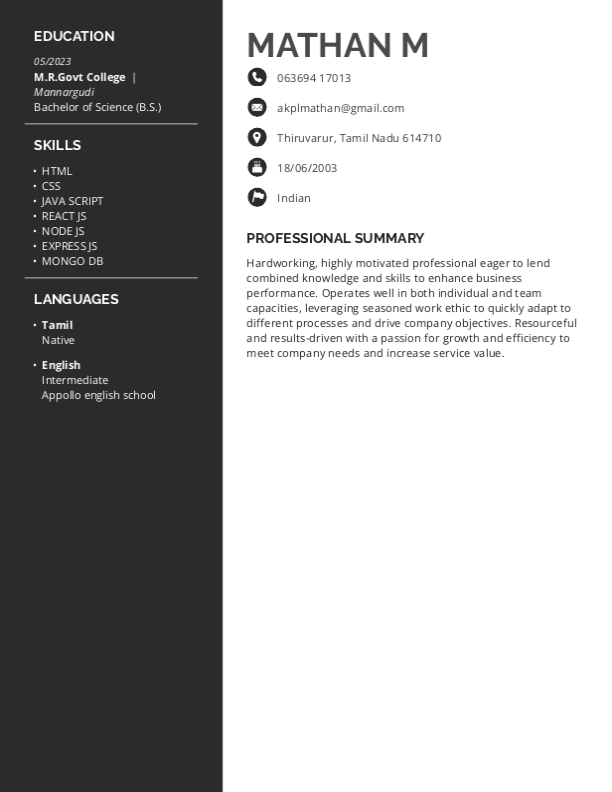 EDUCATION
05/2023
M.R.Govt College |
Mannargudi
Bachelor of Science (B.S.)
SKILLS
• HTML
• CSS
• JAVA SCRIPT
• REACT JS
• NODE JS
• EXPRESS JS
• MONGO DB
LANGUAGES
• Tamil
Native
• English
Intermediate
Appollo english school
MATHAN M
063694 17013
akplmathan@gmail.com
Thiruvarur, Tamil Nadu 614710
18/06/2003
Indian
PROFESSIONAL SUMMARY
Hardworking, highly motivated professional eager to lend
combined knowledge and skills to enhance business
performance. Operates well in both individual and team
capacities, leveraging seasoned work ethic to quickly adapt to
different processes and drive company objectives. Resourceful
and results-driven with a passion for growth and efficiency to
meet company needs and increase service value.